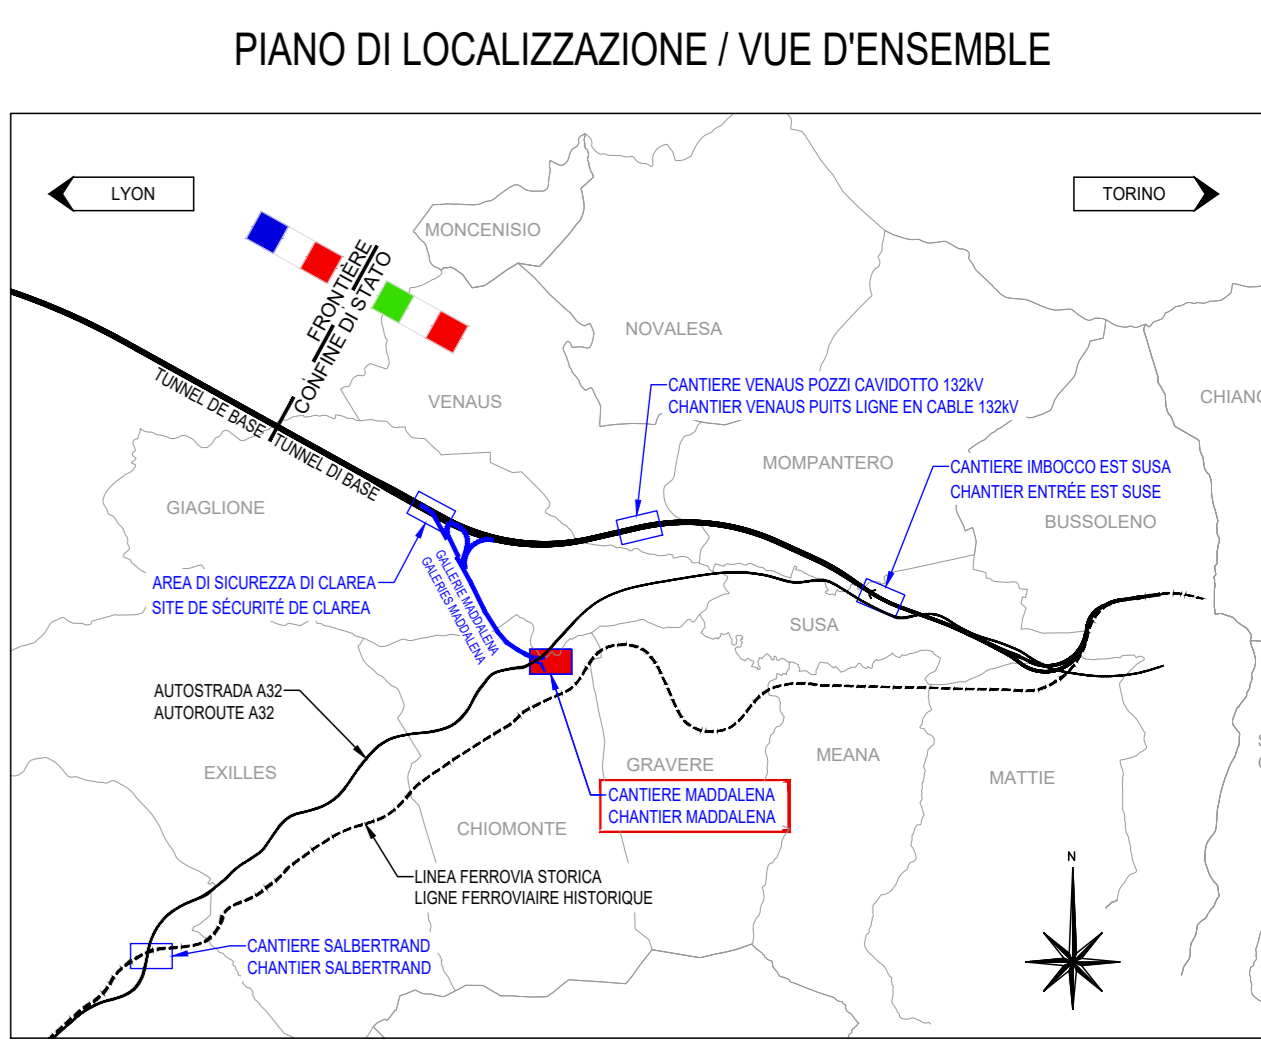 PIANO DI LOCALIZZAZIONE / VUE D'ENSEMBLE
LYON
TORINO
MONCENISIO
FRONTIÈRE
CONFINE DI STATO
NOVALESA
TUNNEL DE BASE
TUNNEL DI BASE
VENAUS
CANTIERE VENAUS POZZI CAVIDOTTO 132kV
CHANTIER VENAUS PUITS LIGNE EN CABLE 132kV
CHIANO
MOMPANTERO
CANTIERE IMBOCCO EST SUSA
CHANTIER ENTRÉE EST SUSE
GIAGLIONE
BUSSOLENO
AREA DI SICUREZZA DI CLAREA
SITE DE SÉCURITÉ DE CLAREA
GALLERIE MADDALENA
GALERIES MADDALENA
SUSA
AUTOSTRADA A32
AUTOROUTE A32
EXILLES
GRAVERE
MEANA
MATTIE
CANTIERE MADDALENA
CHANTIER MADDALENA
CHIOMONTE
LINEA FERROVIA STORICA
LIGNE FERROVIAIRE HISTORIQUE
N
CANTIERE SALBERTRAND
CHANTIER SALBERTRAND